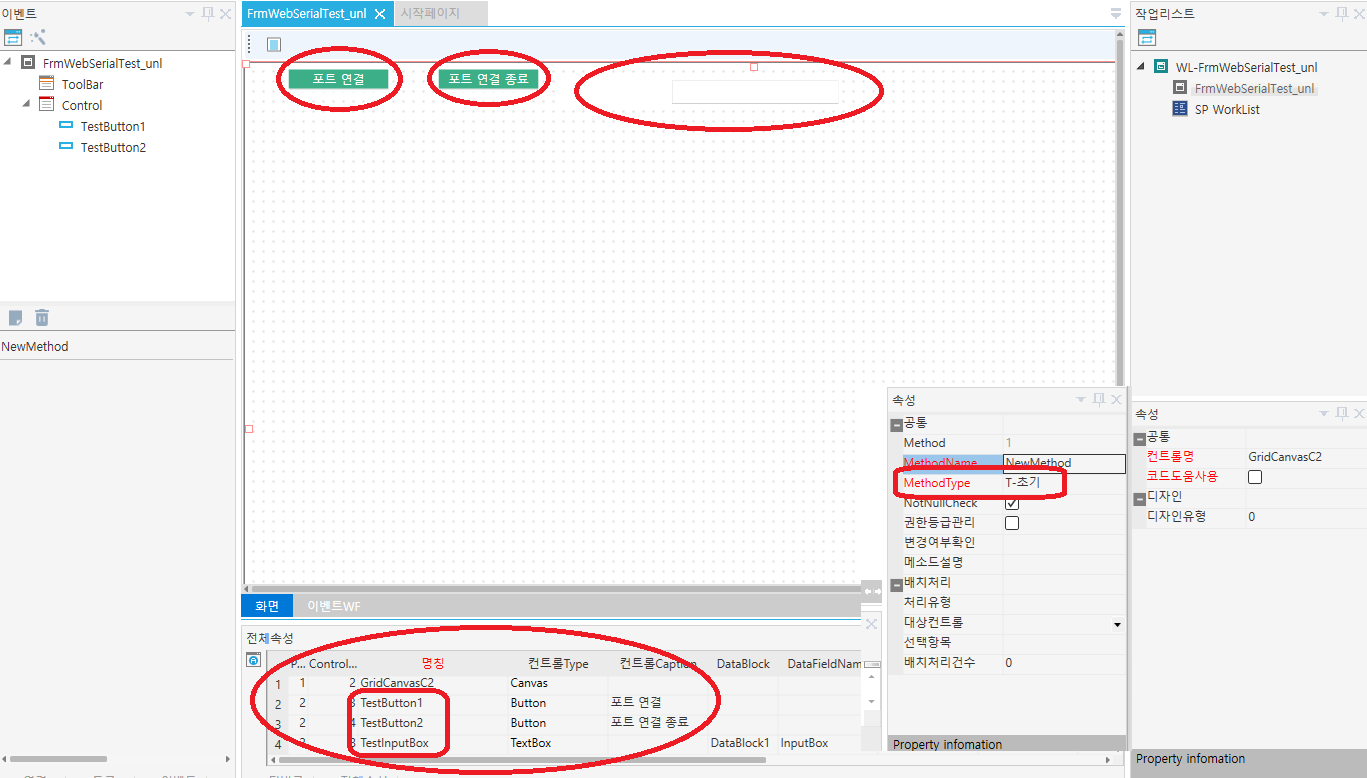 이벤트
FrmWebSerialTest_unl
ToolBar
Control
TestButton1
TestButton2
NewMethod
FrmWebSerialTest_unl 시작페이지
포트 연결 포트 연결 종료
화면 이벤트WF
전체속성
P... Control... 명칭 컨트롤Type 컨트롤Caption DataBlock DataFieldNam
1 1 2 GridCanvasC2 Canvas
2 2 3 TestButton1 Button 포트 연결
3 2 4 TestButton2 Button 포트 연결 종료
4 2 3 TestInputBox TextBox DataBlock1 InputBox
속성
공통
Method 1
MethodName NewMethod
MethodType T-초기
NotNullCheck
권한등급관리
변경여부확인
메소드설명
배치처리
처리유형
대상컨트롤
선택항목
배치처리건수 0
Property infomation
작업리스트
WL-FrmWebSerialTest_unl
FrmWebSerialTest_unl
SP WorkList
속성
공통
컨트롤명 GridCanvasC2
코드도움사용
디자인
디자인유형 0
Property infomation